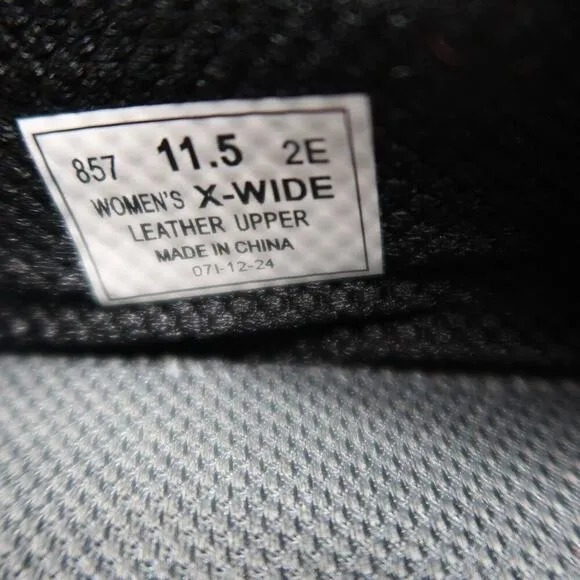 857 11.5 2E
WOMEN'S X-WIDE
LEATHER UPPER
MADE IN CHINA
07I-12-24